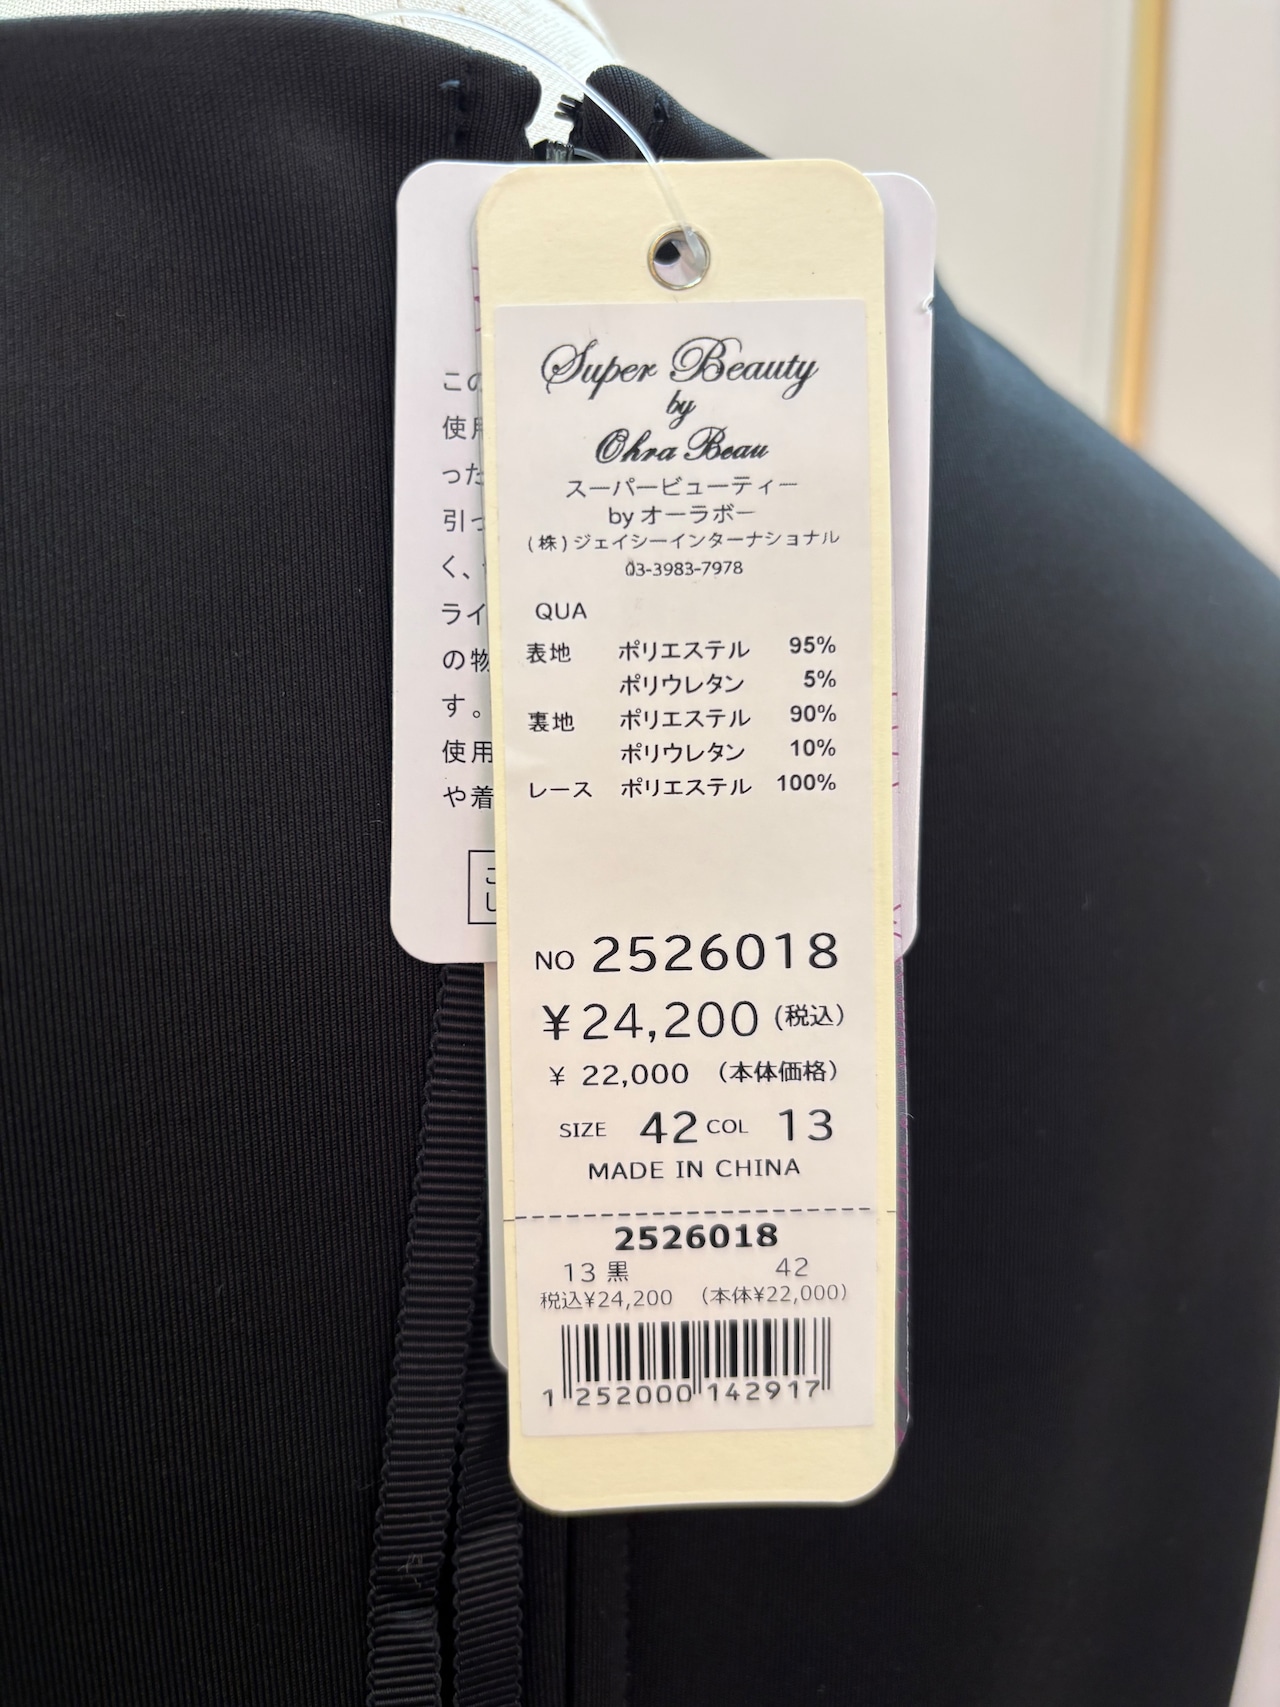 Super Beauty
by
Ohra Beau
スーパービューティー
by オーラボー
(株)ジェイシーインターナショナル
03-3983-7978
QUA
表地 ポリエステル 95%
ポリウレタン 5%
裏地 ポリエステル 90%
ポリウレタン 10%
レース ポリエステル 100%
NO 2526018
¥24,200 (税込)
¥ 22,000 (本体価格)
SIZE 42 COL 13
MADE IN CHINA
2526018
13 黒 42
税込¥24,200 (本体¥22,000)
1 252000 142917
この
使用
った
引っ
く、
ライ
の物
す。
使用
や着